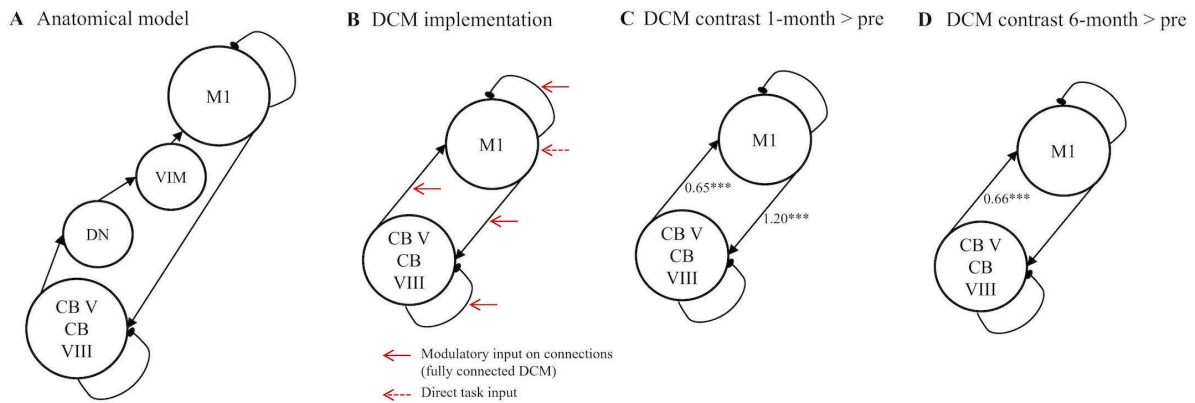 A Anatomical model
M1
VIM
DN
CB V
CB
VIII
B DCM implementation
M1
CB V
CB
VIII
Modulatory input on connections
(fully connected DCM)
Direct task input
C DCM contrast 1-month > pre
M1
0.65***
1.20***
CB V
CB
VIII
D DCM contrast 6-month > pre
M1
0.66***
CB V
CB
VIII